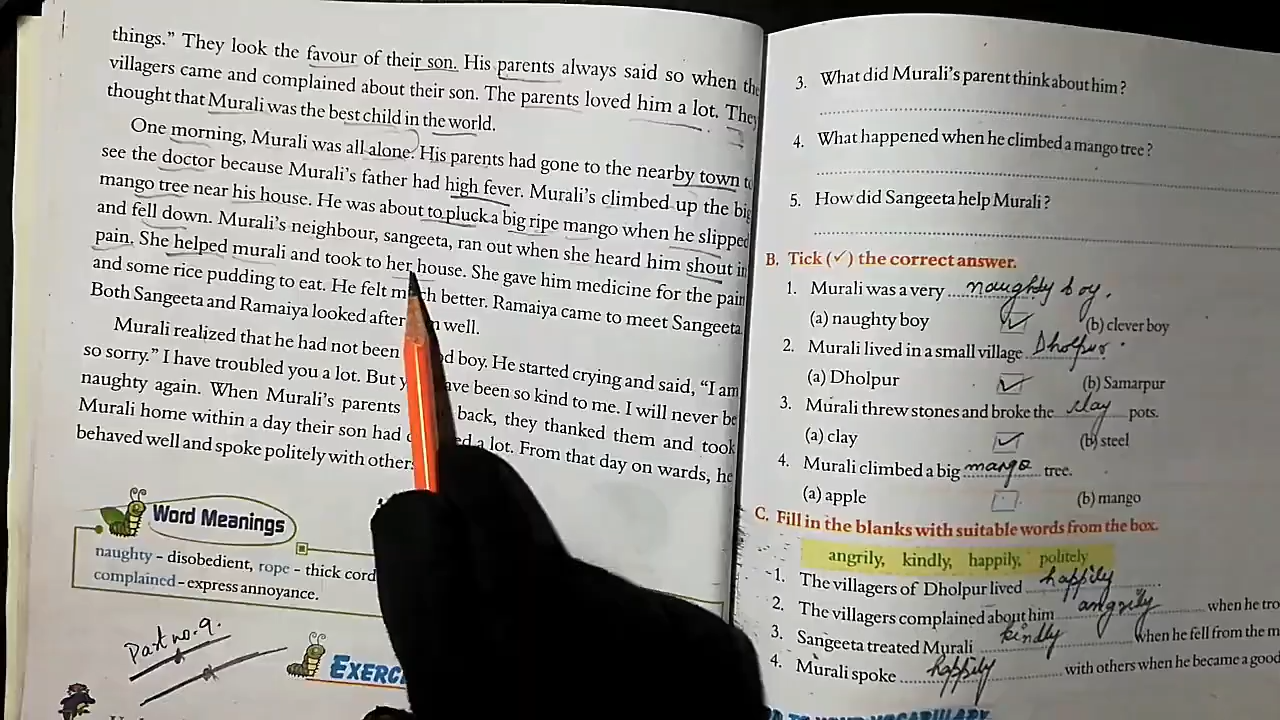 things.” They look the favour of their son. His parents always said so when the
villagers came and complained about their son. The parents loved him a lot. They
thought that Murali was the best child in the world.
One morning, Murali was all alone. His parents had gone to the nearby town to
see the doctor because Murali's father had high fever. Murali's climbed up the big
mango tree near his house. He was about to pluck a big ripe mango when he slipped
and fell down. Murali's neighbour, sangeeta, ran out when she heard him shout in
pain. She helped murali and took to her house. She gave him medicine for the pain
and some rice pudding to eat. He felt much better. Ramaiya came to meet Sangeeta.
Both Sangeeta and Ramaiya looked after well.
Murali realized that he had not been boy. He started crying and said, “I am
so sorry.” I have troubled you a lot. But have been so kind to me. I will never be
naughty again. When Murali's parents back, they thanked them and took
Murali home within a day their son had a lot. From that day on wards, he
behaved well and spoke politely with other
Word Meanings
naughty – disobedient, rope – thick cord
complained – express annoyance.
Part no. 9.
EXERC
3. What did Murali's parent think about him ?
4. What happened when he climbed a mango tree ?
5. How did Sangeeta help Murali ?
B. Tick (✓) the correct answer.
1. Murali was a very naughty boy.
(a) naughty boy ✓ (b) clever boy
2. Murali lived in a small village Dholpur.
(a) Dholpur ✓ (b) Samarpur
3. Murali threw stones and broke the clay pots.
(a) clay ✓ (b) steel
4. Murali climbed a big mango tree.
(a) apple (b) mango
C. Fill in the blanks with suitable words from the box.
angrily, kindly, happily, politely
1. The villagers of Dholpur lived happily
2. The villagers complained about him angrily when he tro
3. Sangeeta treated Murali kindly when he fell from the m
4. Murali spoke happily with others when he became a good